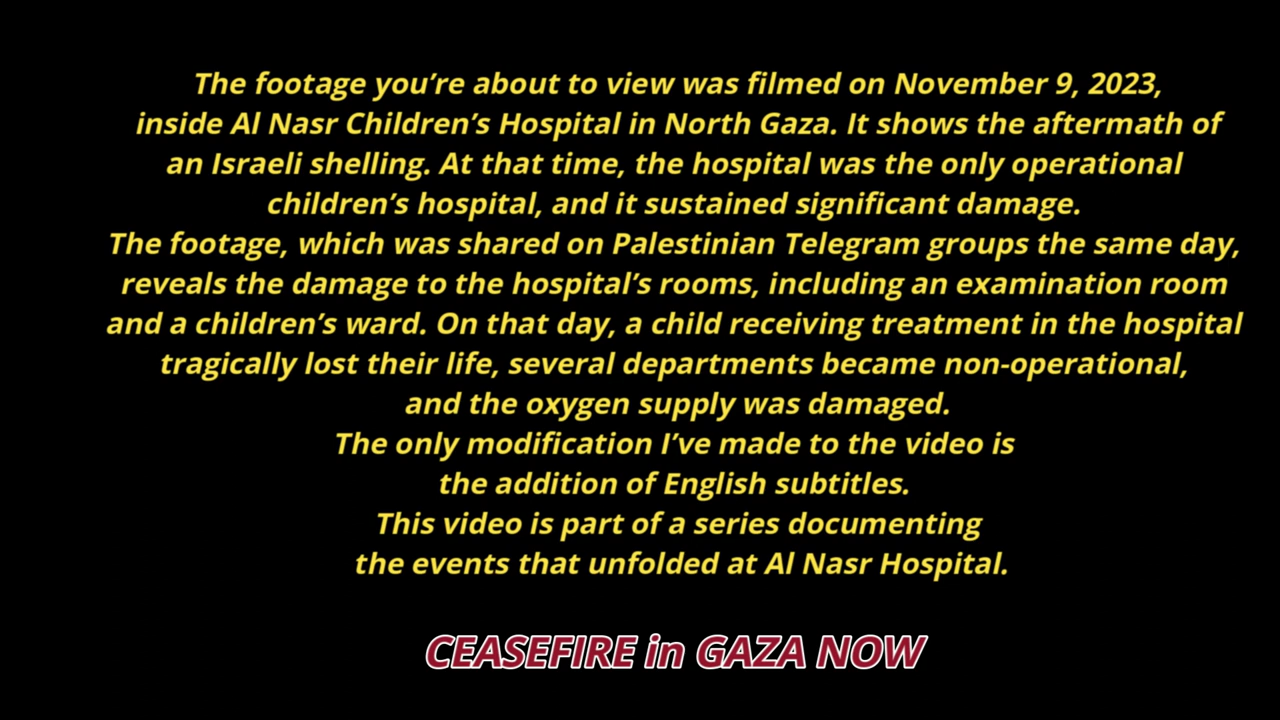 The footage you’re about to view was filmed on November 9, 2023,
inside Al Nasr Children’s Hospital in North Gaza. It shows the aftermath of
an Israeli shelling. At that time, the hospital was the only operational
children’s hospital, and it sustained significant damage.
The footage, which was shared on Palestinian Telegram groups the same day,
reveals the damage to the hospital’s rooms, including an examination room
and a children’s ward. On that day, a child receiving treatment in the hospital
tragically lost their life, several departments became non-operational,
and the oxygen supply was damaged.
The only modification I’ve made to the video is
the addition of English subtitles.
This video is part of a series documenting
the events that unfolded at Al Nasr Hospital.
CEASEFIRE in GAZA NOW